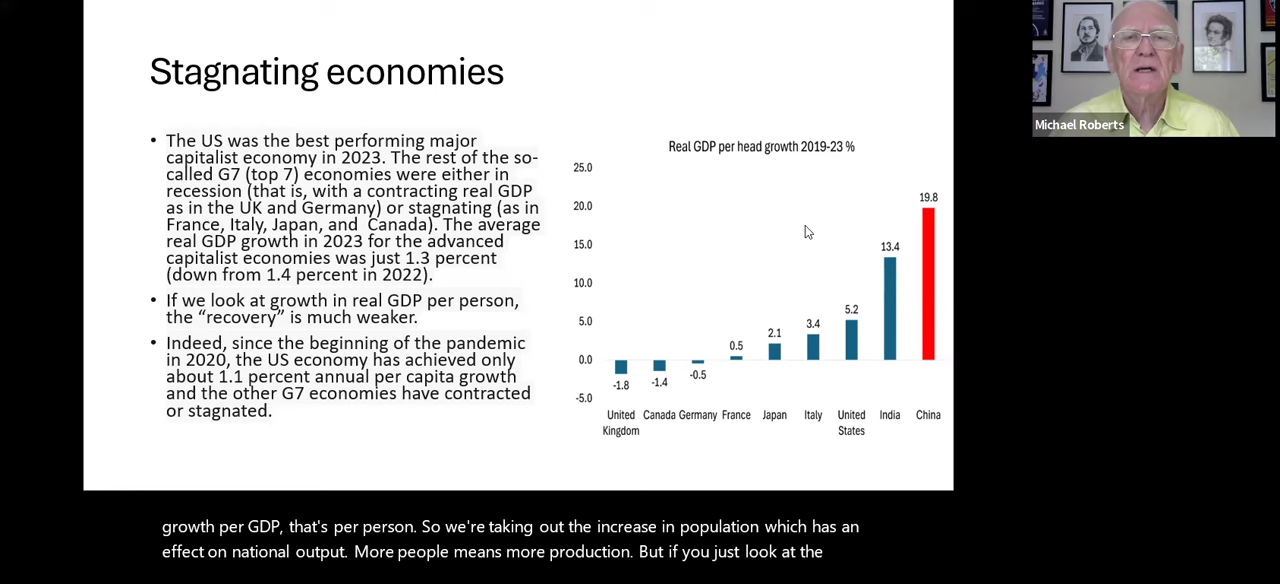 Stagnating economies
• The US was the best performing major
capitalist economy in 2023. The rest of the so-
called G7 (top 7) economies were either in
recession (that is, with a contracting real GDP
as in the UK and Germany) or stagnating (as in
France, Italy, Japan, and  Canada). The average
real GDP growth in 2023 for the advanced
capitalist economies was just 1.3 percent
(down from 1.4 percent in 2022).
• If we look at growth in real GDP per person,
the “recovery” is much weaker.
• Indeed, since the beginning of the pandemic
in 2020, the US economy has achieved only
about 1.1 percent annual per capita growth
and the other G7 economies have contracted
or stagnated.
Real GDP per head growth 2019-23 %
25.0
20.0
15.0
10.0
5.0
0.0
-5.0
-1.8
-1.4
-0.5
0.5
2.1
3.4
5.2
13.4
19.8
United Kingdom
Canada
Germany
France
Japan
Italy
United States
India
China
Michael Roberts
growth per GDP, that's per person. So we're taking out the increase in population which has an
effect on national output. More people means more production. But if you just look at the